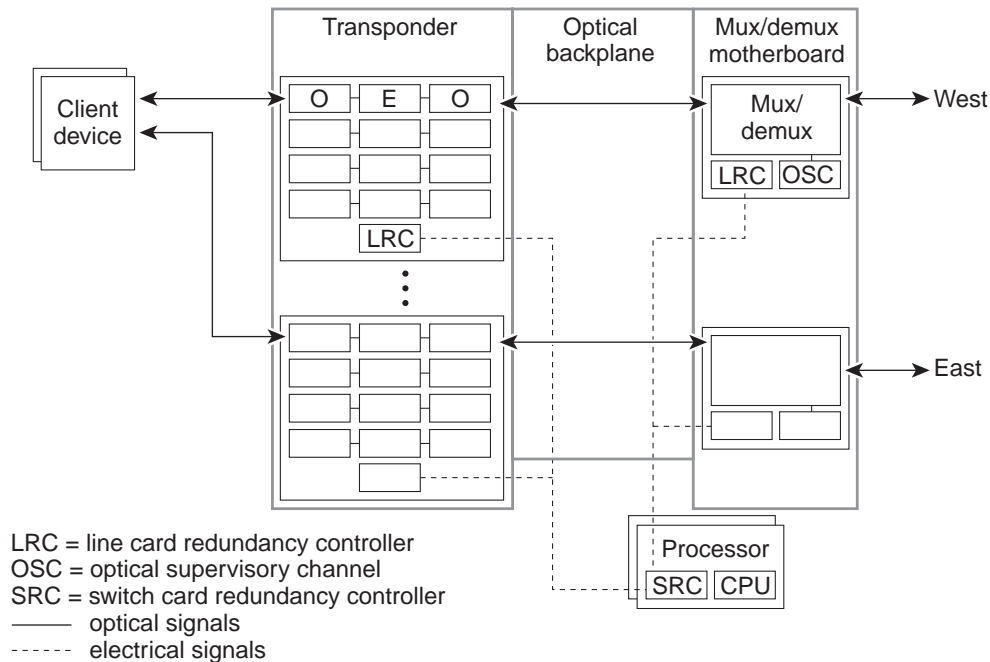 Transponder
Optical
backplane
Mux/demux
motherboard
Client
device
O E O
LRC
Mux/
demux
LRC OSC
West
East
Processor
SRC CPU
LRC = line card redundancy controller
OSC = optical supervisory channel
SRC = switch card redundancy controller
optical signals
electrical signals